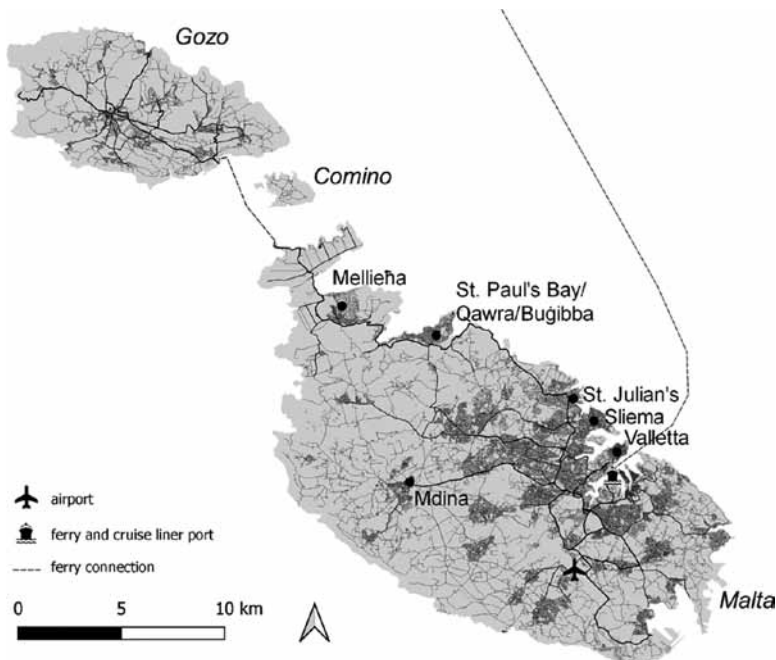 Gozo
Comino
Mellieħa
St. Paul's Bay/
Qawra/Buġibba
St. Julian's
Sliema
Valletta
Mdina
airport
ferry and cruise liner port
ferry connection
0 5 10 km
Malta